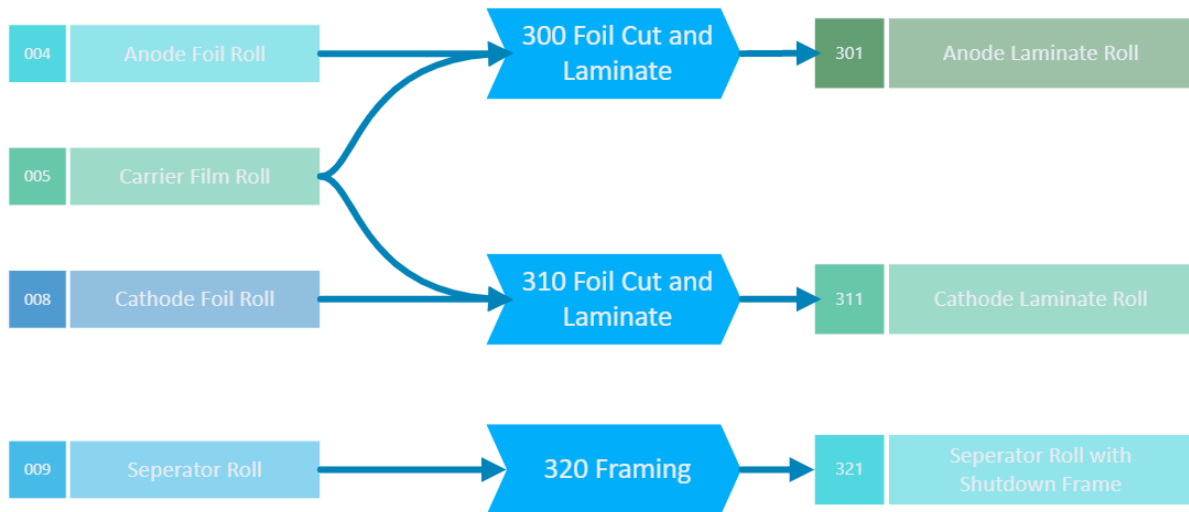 004 Anode Foil Roll
300 Foil Cut and
Laminate
301 Anode Laminate Roll
005 Carrier Film Roll
008 Cathode Foil Roll
310 Foil Cut and
Laminate
311 Cathode Laminate Roll
009 Seperator Roll
320 Framing
321 Seperator Roll with
Shutdown Frame